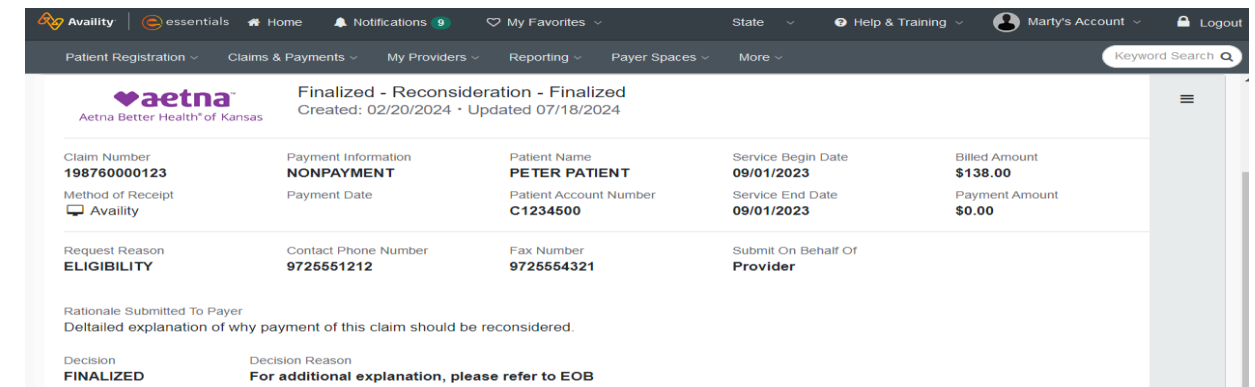 Availity essentials Home Notifications 9 My Favorites State Help & Training Marty's Account Logout
Patient Registration Claims & Payments My Providers Reporting Payer Spaces More Keyword Search
aetna™
Aetna Better Health® of Kansas
Finalized - Reconsideration - Finalized
Created: 02/20/2024 • Updated 07/18/2024
Claim Number Payment Information Patient Name Service Begin Date Billed Amount
198760000123 NONPAYMENT PETER PATIENT 09/01/2023 $138.00
Method of Receipt Payment Date Patient Account Number Service End Date Payment Amount
Availity C1234500 09/01/2023 $0.00
Request Reason Contact Phone Number Fax Number Submit On Behalf Of
ELIGIBILITY 9725551212 9725554321 Provider
Rationale Submitted To Payer
Deltailed explanation of why payment of this claim should be reconsidered.
Decision Decision Reason
FINALIZED For additional explanation, please refer to EOB